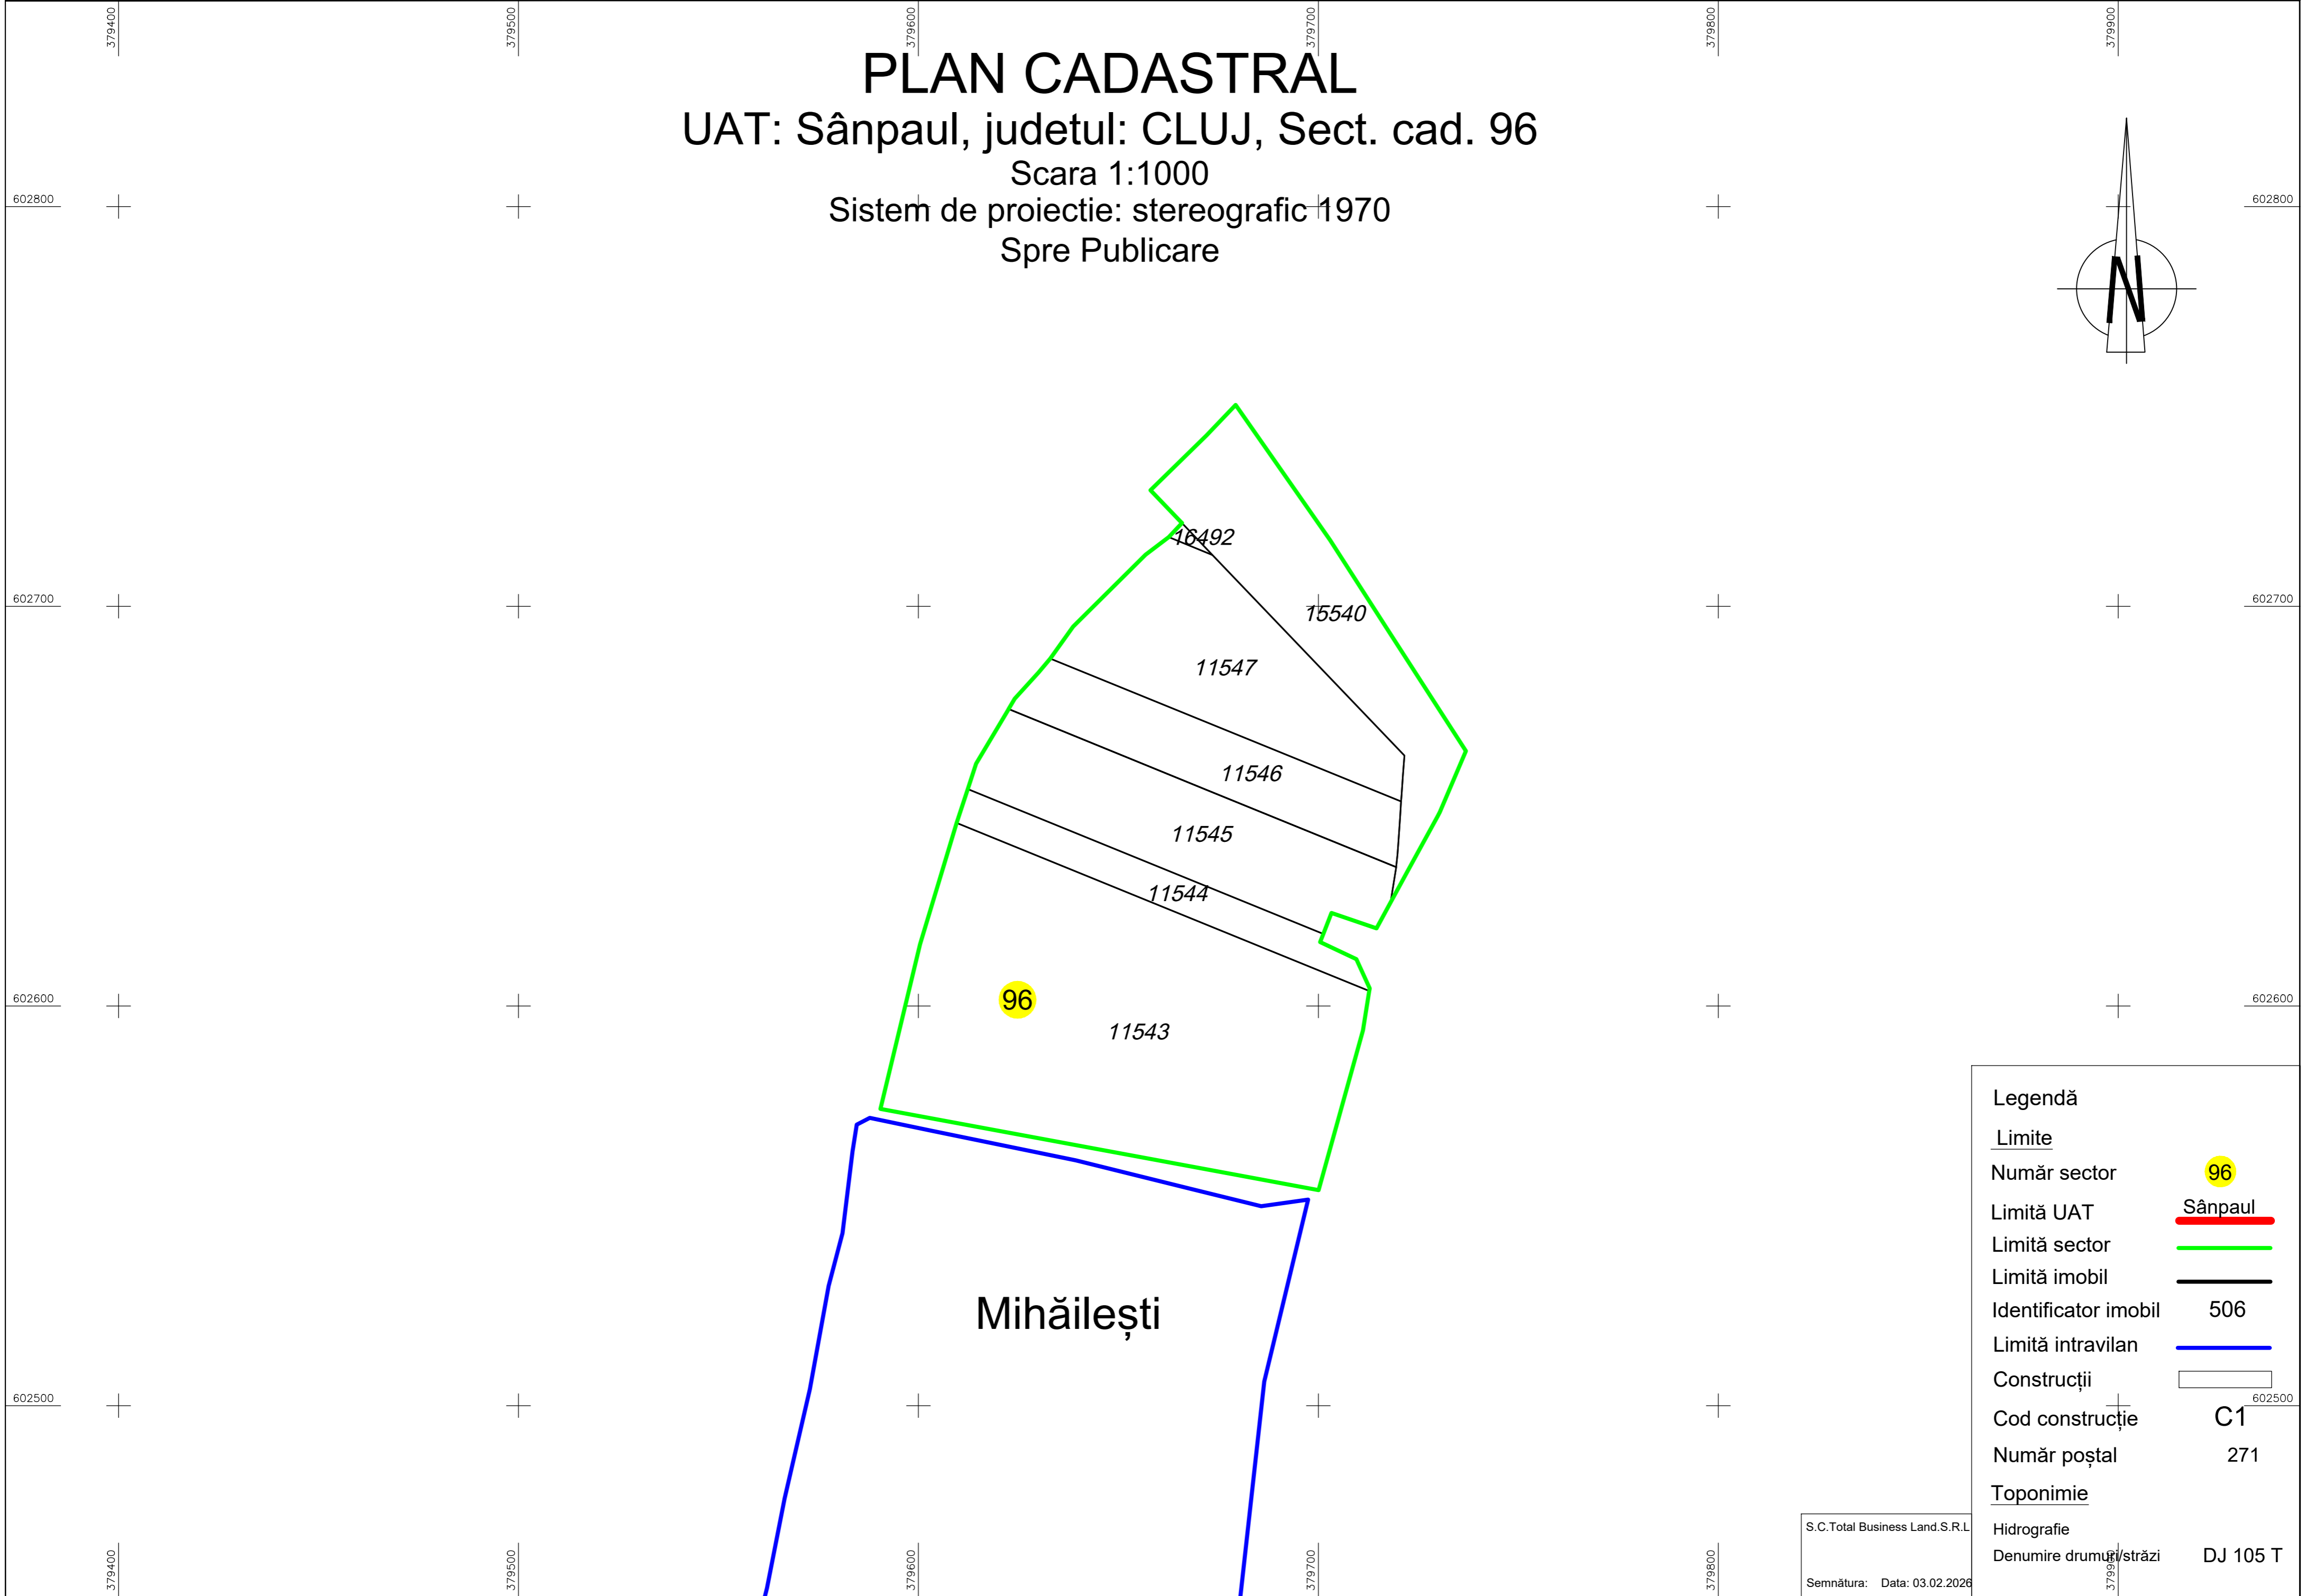 379400
379500
379600
379700
379800
379900
PLAN CADASTRAL
UAT: Sânpaul, judetul: CLUJ, Sect. cad. 96
Scara 1:1000
Sistem de proiectie: stereografic 1970
Spre Publicare
602800
602800
N
16492
602700
602700
15540
11547
11546
11545
11544
602600
602600
96
11543
Mihăilești
602500
602500
Legendă
Limite
Număr sector 96
Limită UAT Sânpaul
Limită sector
Limită imobil
Identificator imobil 506
Limită intravilan
Construcții
Cod construcție C1
Număr poștal 271
Toponimie
Hidrografie
Denumire drumuri/străzi DJ 105 T
S.C.Total Business Land.S.R.L
Semnătura: Data: 03.02.2026
379400
379500
379600
379700
379800
379900